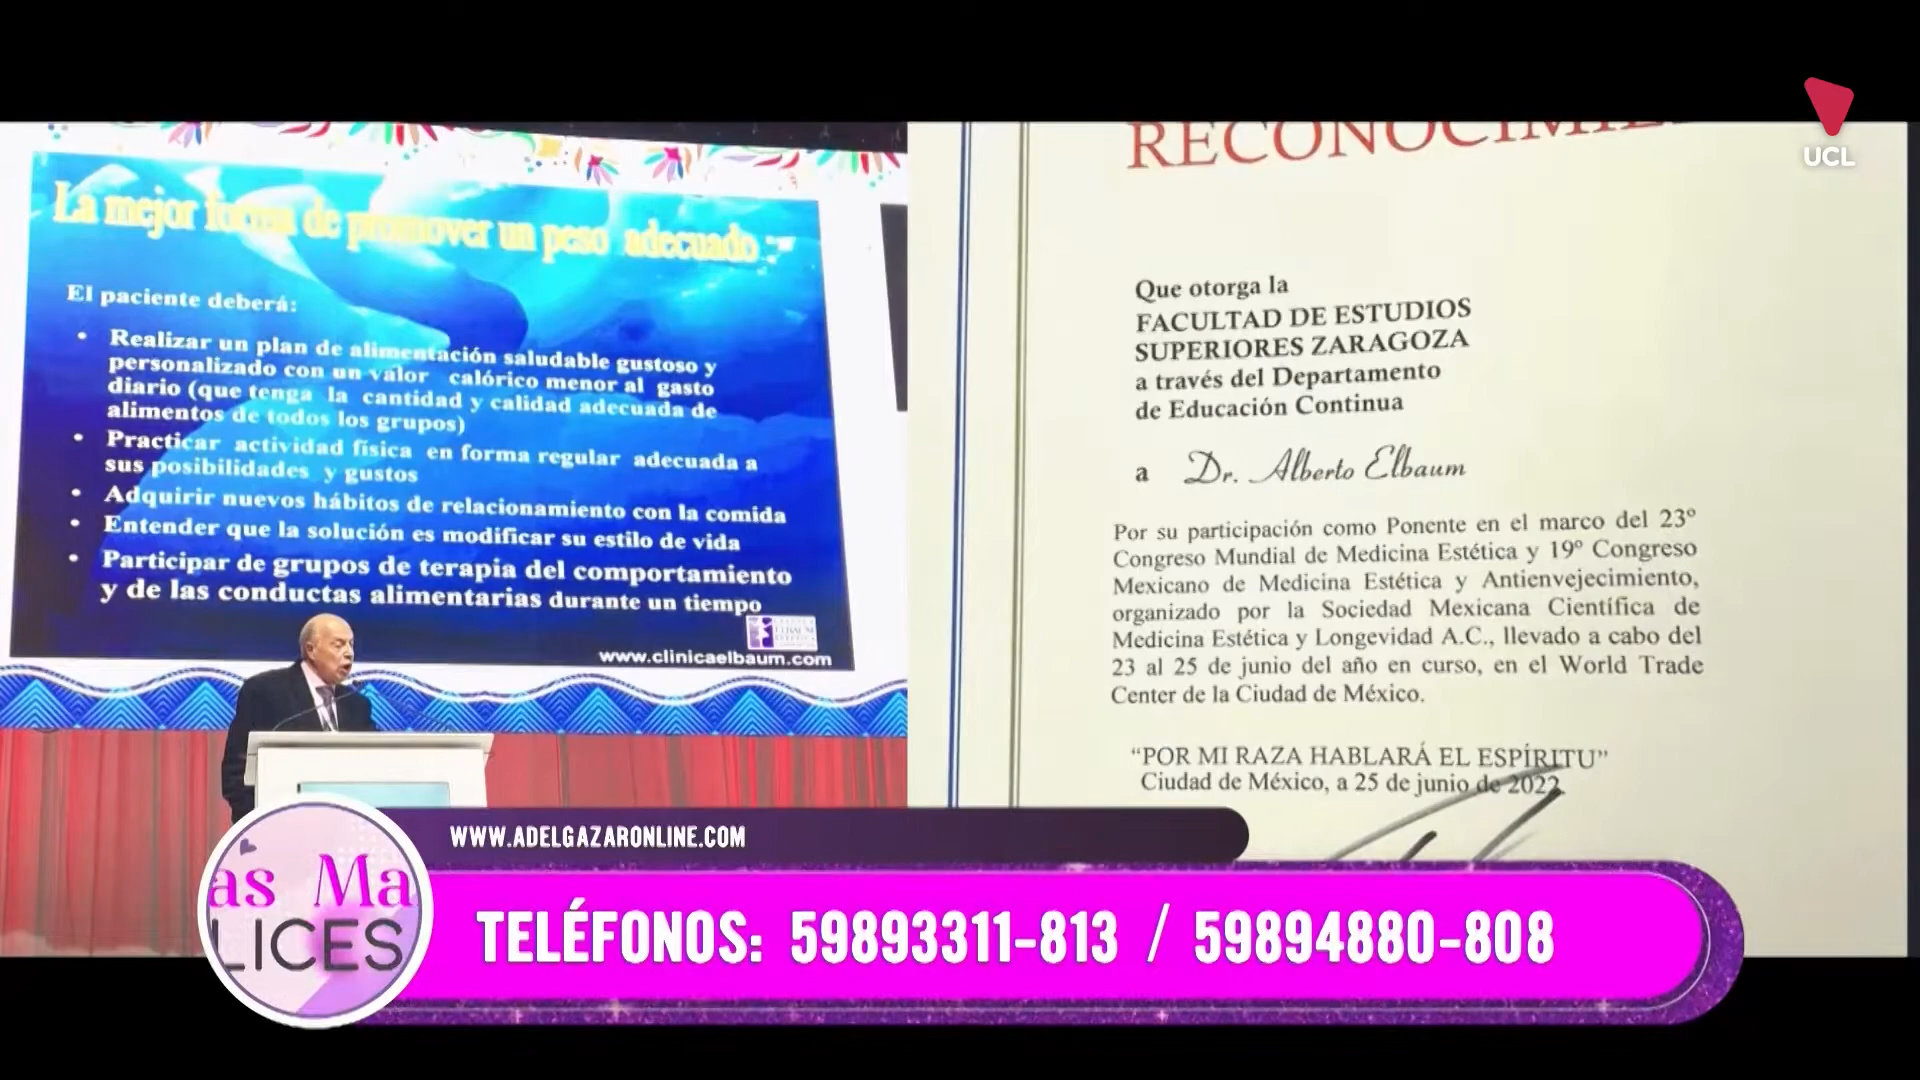 La mejor forma de promover un peso adecuado :
El paciente deberá:
• Realizar un plan de alimentación saludable gustoso y
personalizado con un valor calórico menor al gasto
diario (que tenga la cantidad y calidad adecuada de
alimentos de todos los grupos)
• Practicar actividad física en forma regular adecuada a
sus posibilidades y gustos
• Adquirir nuevos hábitos de relacionamiento con la comida
• Entender que la solución es modificar su estilo de vida
• Participar de grupos de terapia del comportamiento
y de las conductas alimentarias durante un tiempo
ELBAUM
www.clinicaelbaum.com
UCL
Que otorga la
FACULTAD DE ESTUDIOS
SUPERIORES ZARAGOZA
a través del Departamento
de Educación Continua
a Dr. Alberto Elbaum
Por su participación como Ponente en el marco del 23º
Congreso Mundial de Medicina Estética y 19º Congreso
Mexicano de Medicina Estética y Antienvejecimiento,
organizado por la Sociedad Mexicana Científica de
Medicina Estética y Longevidad A.C., llevado a cabo del
23 al 25 de junio del año en curso, en el World Trade
Center de la Ciudad de México.
“POR MI RAZA HABLARÁ EL ESPÍRITU”
Ciudad de México, a 25 de junio de 2022
WWW.ADELGAZARONLINE.COM
TELÉFONOS: 59893311-813 / 59894880-808
as Ma
LICES